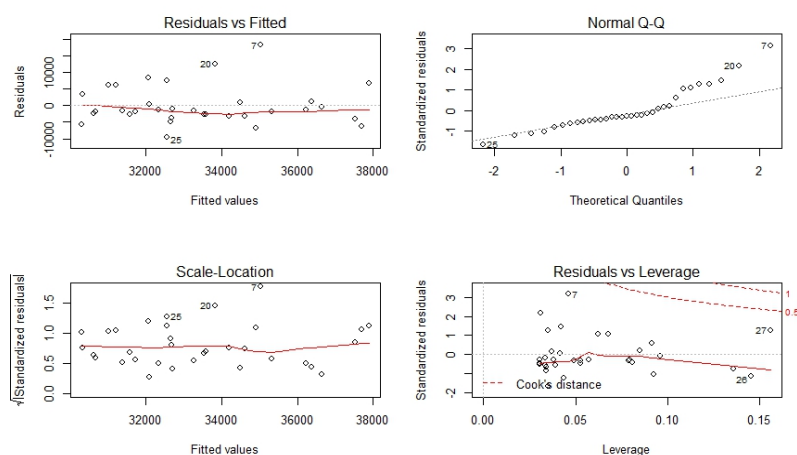 Residuals vs Fitted
Residuals
-10000 0 10000
7
20
25
32000 34000 36000 38000
Fitted values
Normal Q-Q
Standardized residuals
-1 0 1 2 3
7
20
25
-2 -1 0 1 2
Theoretical Quantiles
Scale-Location
√|Standardized residuals|
0.0 0.5 1.0 1.5
7
20
25
32000 34000 36000 38000
Fitted values
Residuals vs Leverage
Standardized residuals
-2 0 1 2 3
7
27
26
1
0.5
Cook's distance
0.00 0.05 0.10 0.15
Leverage